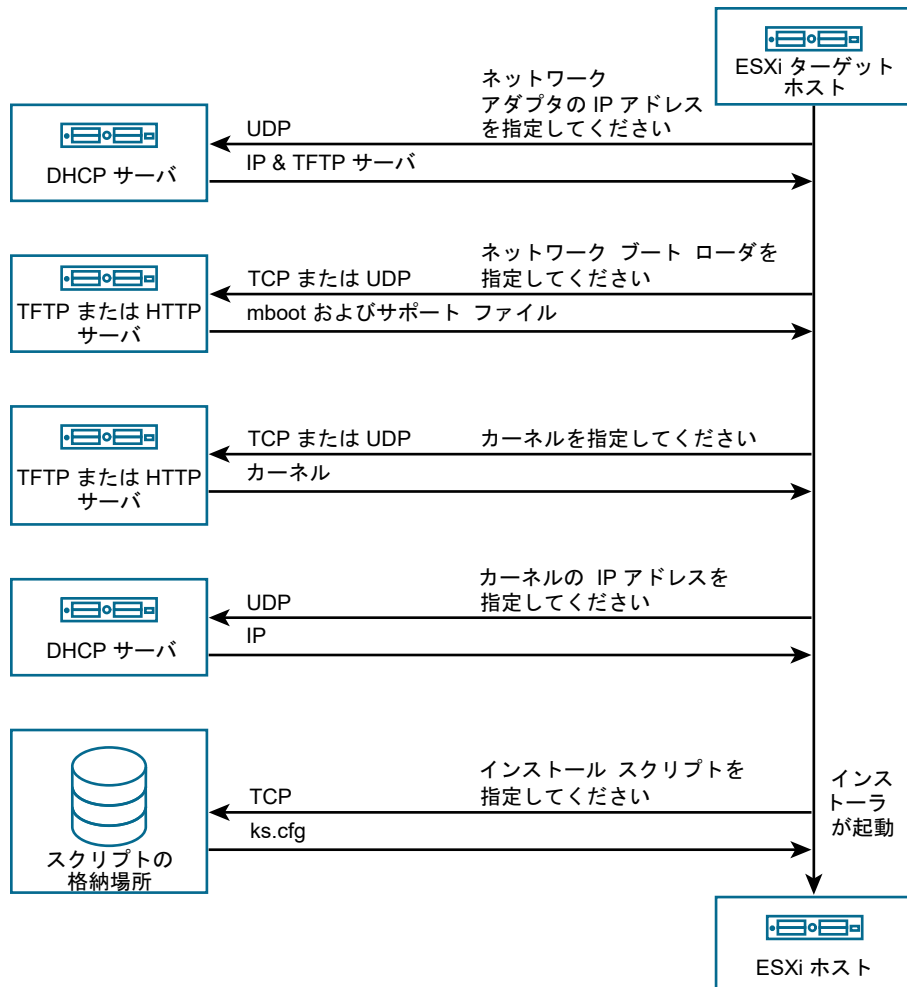 ESXi ターゲット
ホスト
ネットワーク
アダプタの IP アドレス
を指定してください
UDP
IP & TFTP サーバ
DHCP サーバ
ネットワーク ブート ローダを
指定してください
TCP または UDP
mboot およびサポート ファイル
TFTP または HTTP
サーバ
TCP または UDP
カーネルを指定してください
カーネル
TFTP または HTTP
サーバ
カーネルの IP アドレスを
指定してください
UDP
IP
DHCP サーバ
インストール スクリプトを
指定してください
TCP
ks.cfg
スクリプトの
格納場所
インス
トーラ
が起動
ESXi ホスト